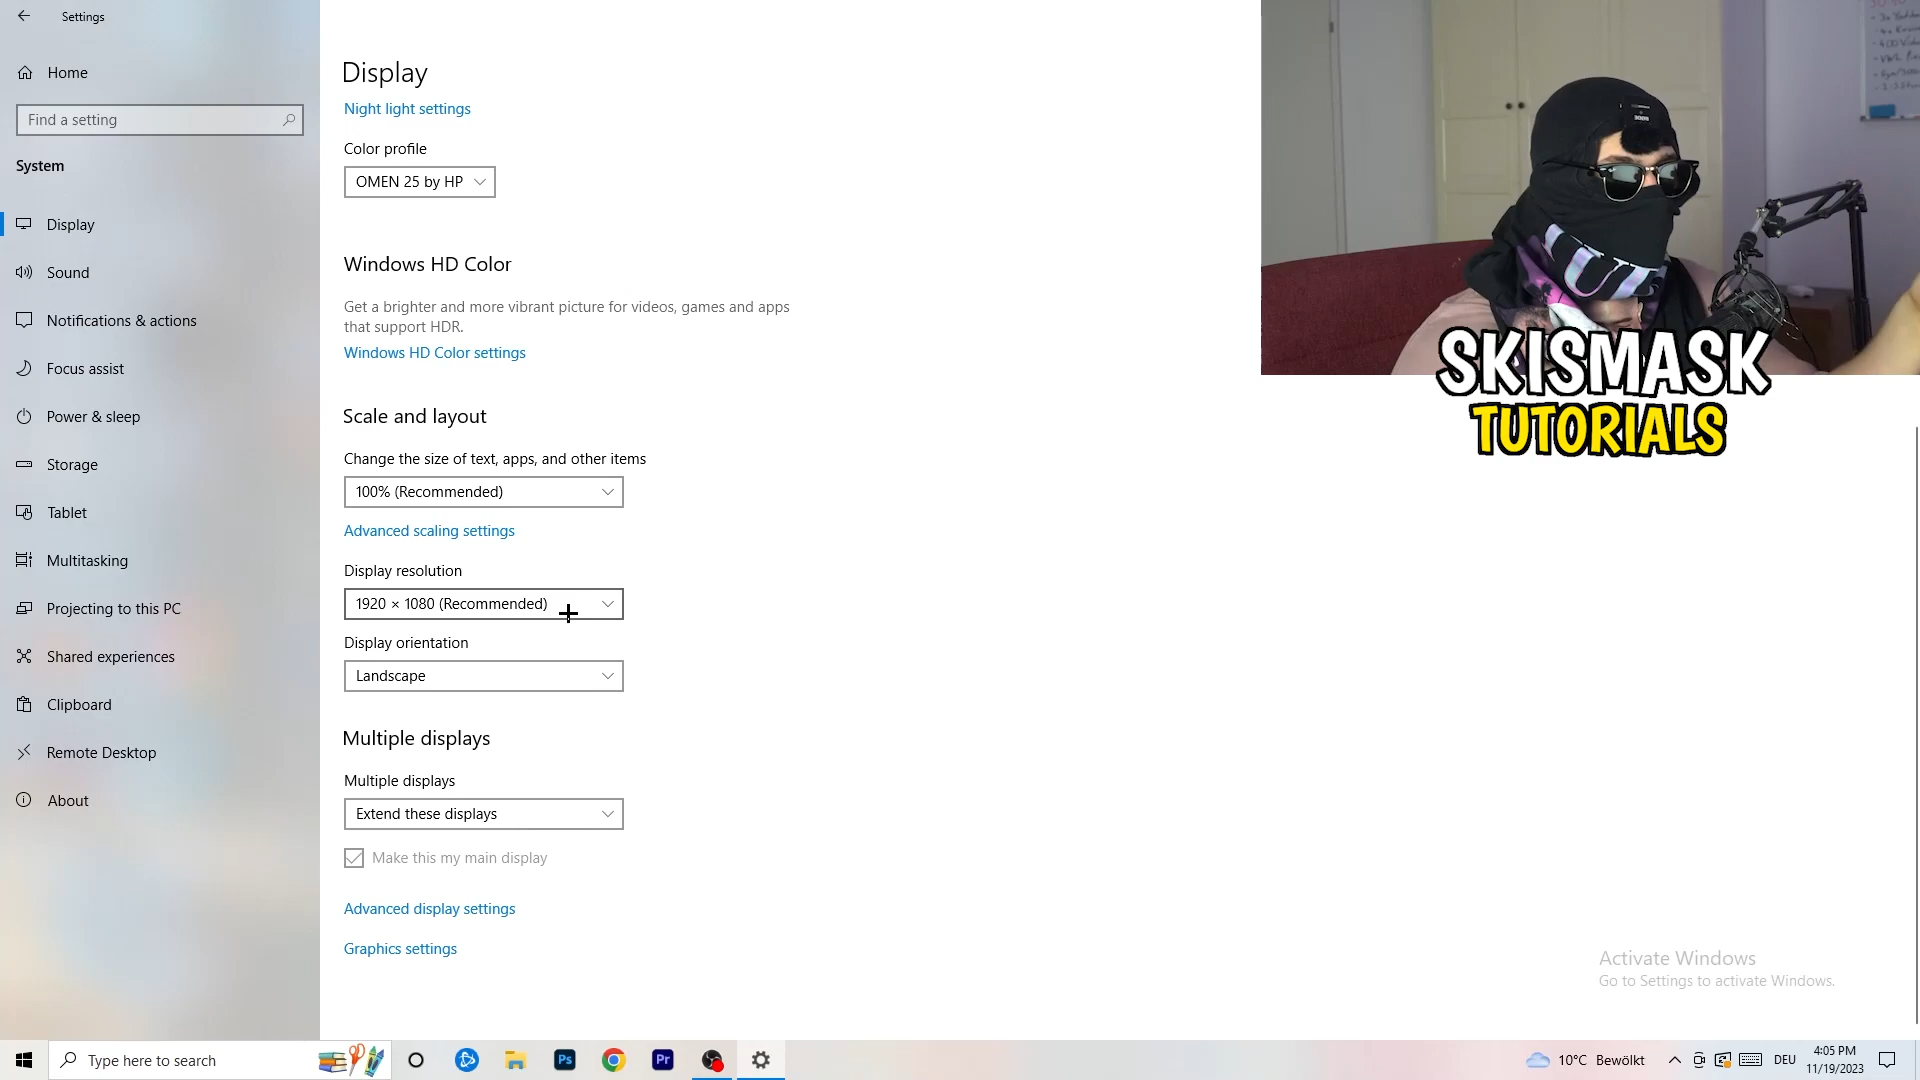 Settings
Home
Find a setting
System
Display
Sound
Notifications & actions
Focus assist
Power & sleep
Storage
Tablet
Multitasking
Projecting to this PC
Shared experiences
Clipboard
Remote Desktop
About
Display
Night light settings
Color profile
OMEN 25 by HP
Windows HD Color
Get a brighter and more vibrant picture for videos, games and apps
that support HDR.
Windows HD Color settings
Scale and layout
Change the size of text, apps, and other items
100% (Recommended)
Advanced scaling settings
Display resolution
1920 × 1080 (Recommended)
Display orientation
Landscape
Multiple displays
Multiple displays
Extend these displays
Make this my main display
Advanced display settings
Graphics settings
SKISMASK
TUTORIALS
Activate Windows
Go to Settings to activate Windows.
Type here to search
Ps
Pr
10°C Bewölkt
DEU
4:05 PM
11/19/2023